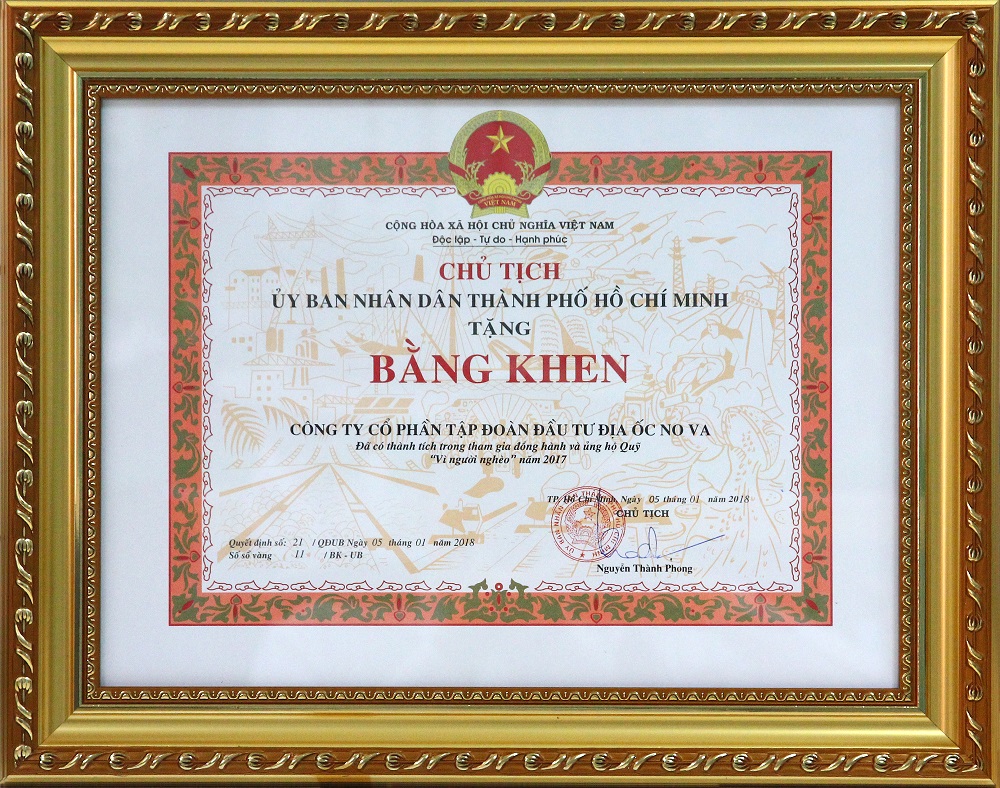 VIỆT NAM
CỘNG HÒA XÃ HỘI CHỦ NGHĨA VIỆT NAM
Độc lập - Tự do - Hạnh phúc
CHỦ TỊCH
ỦY BAN NHÂN DÂN THÀNH PHỐ HỒ CHÍ MINH
TẶNG
BẰNG KHEN
CÔNG TY CỔ PHẦN TẬP ĐOÀN ĐẦU TƯ ĐỊA ỐC NO VA
Đã có thành tích trong tham gia đồng hành và ủng hộ Quỹ
"Vì người nghèo" năm 2017
TP. Hồ Chí Minh, Ngày 05 tháng 01 năm 2018
CHỦ TỊCH
Quyết định số: 21 / QĐUB Ngày 05 tháng 01 năm 2018
Số sổ vàng 11 / BK - UB
Nguyễn Thành Phong